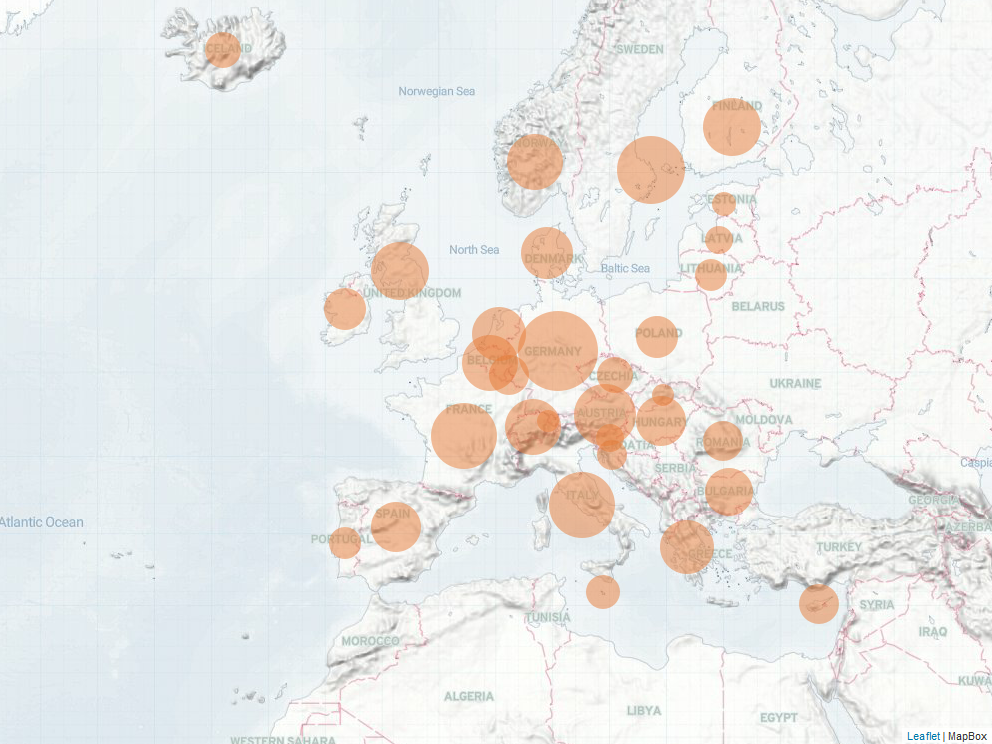 ICELAND
SWEDEN
Norwegian Sea
FINLAND
NORWAY
ESTONIA
LATVIA
North Sea
DENMARK
Baltic Sea
LITHUANIA
UNITED KINGDOM
BELARUS
POLAND
GERMANY
BELGIUM
CZECHIA
UKRAINE
FRANCE
AUSTRIA
HUNGARY
MOLDOVA
ROMANIA
CROATIA
Caspia
SERBIA
BULGARIA
ITALY
GEORGIA
SPAIN
Atlantic Ocean
AZERBA
PORTUGAL
TURKEY
GREECE
SYRIA
TUNISIA
IRAQ
MOROCCO
KUWA
ALGERIA
LIBYA
EGYPT
WESTERN SAHARA
Leaflet | MapBox